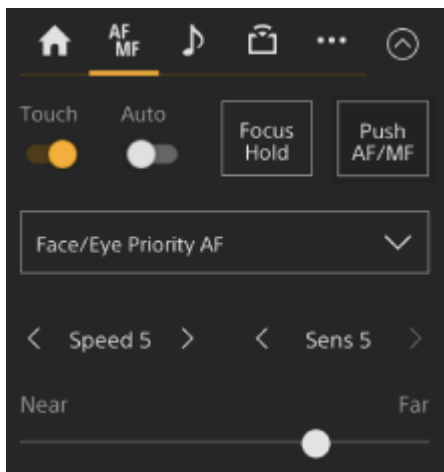 AF
MF
Touch
Auto
Focus
Hold
Push
AF/MF
Face/Eye Priority AF
Speed 5
Sens 5
Near
Far